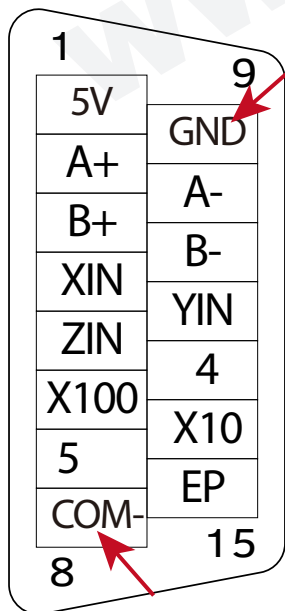 1
9
5V
GND
A+
A-
B+
B-
XIN
YIN
ZIN
4
X100
X10
5
EP
COM-
15
8